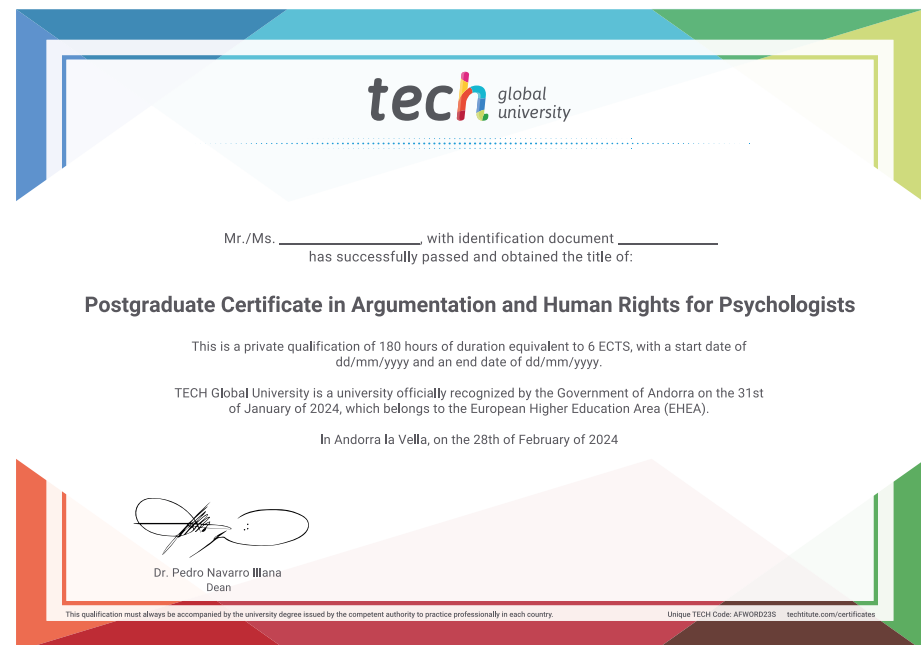 tech global university
Mr./Ms. ______________, with identification document __________
has successfully passed and obtained the title of:
Postgraduate Certificate in Argumentation and Human Rights for Psychologists
This is a private qualification of 180 hours of duration equivalent to 6 ECTS, with a start date of
dd/mm/yyyy and an end date of dd/mm/yyyy.
TECH Global University is a university officially recognized by the Government of Andorra on the 31st
of January of 2024, which belongs to the European Higher Education Area (EHEA).
In Andorra la Vella, on the 28th of February of 2024
Dr. Pedro Navarro Illana
Dean
This qualification must always be accompanied by the university degree issued by the competent authority to practice professionally in each country.
Unique TECH Code: AFWORD23S techtitute.com/certificates